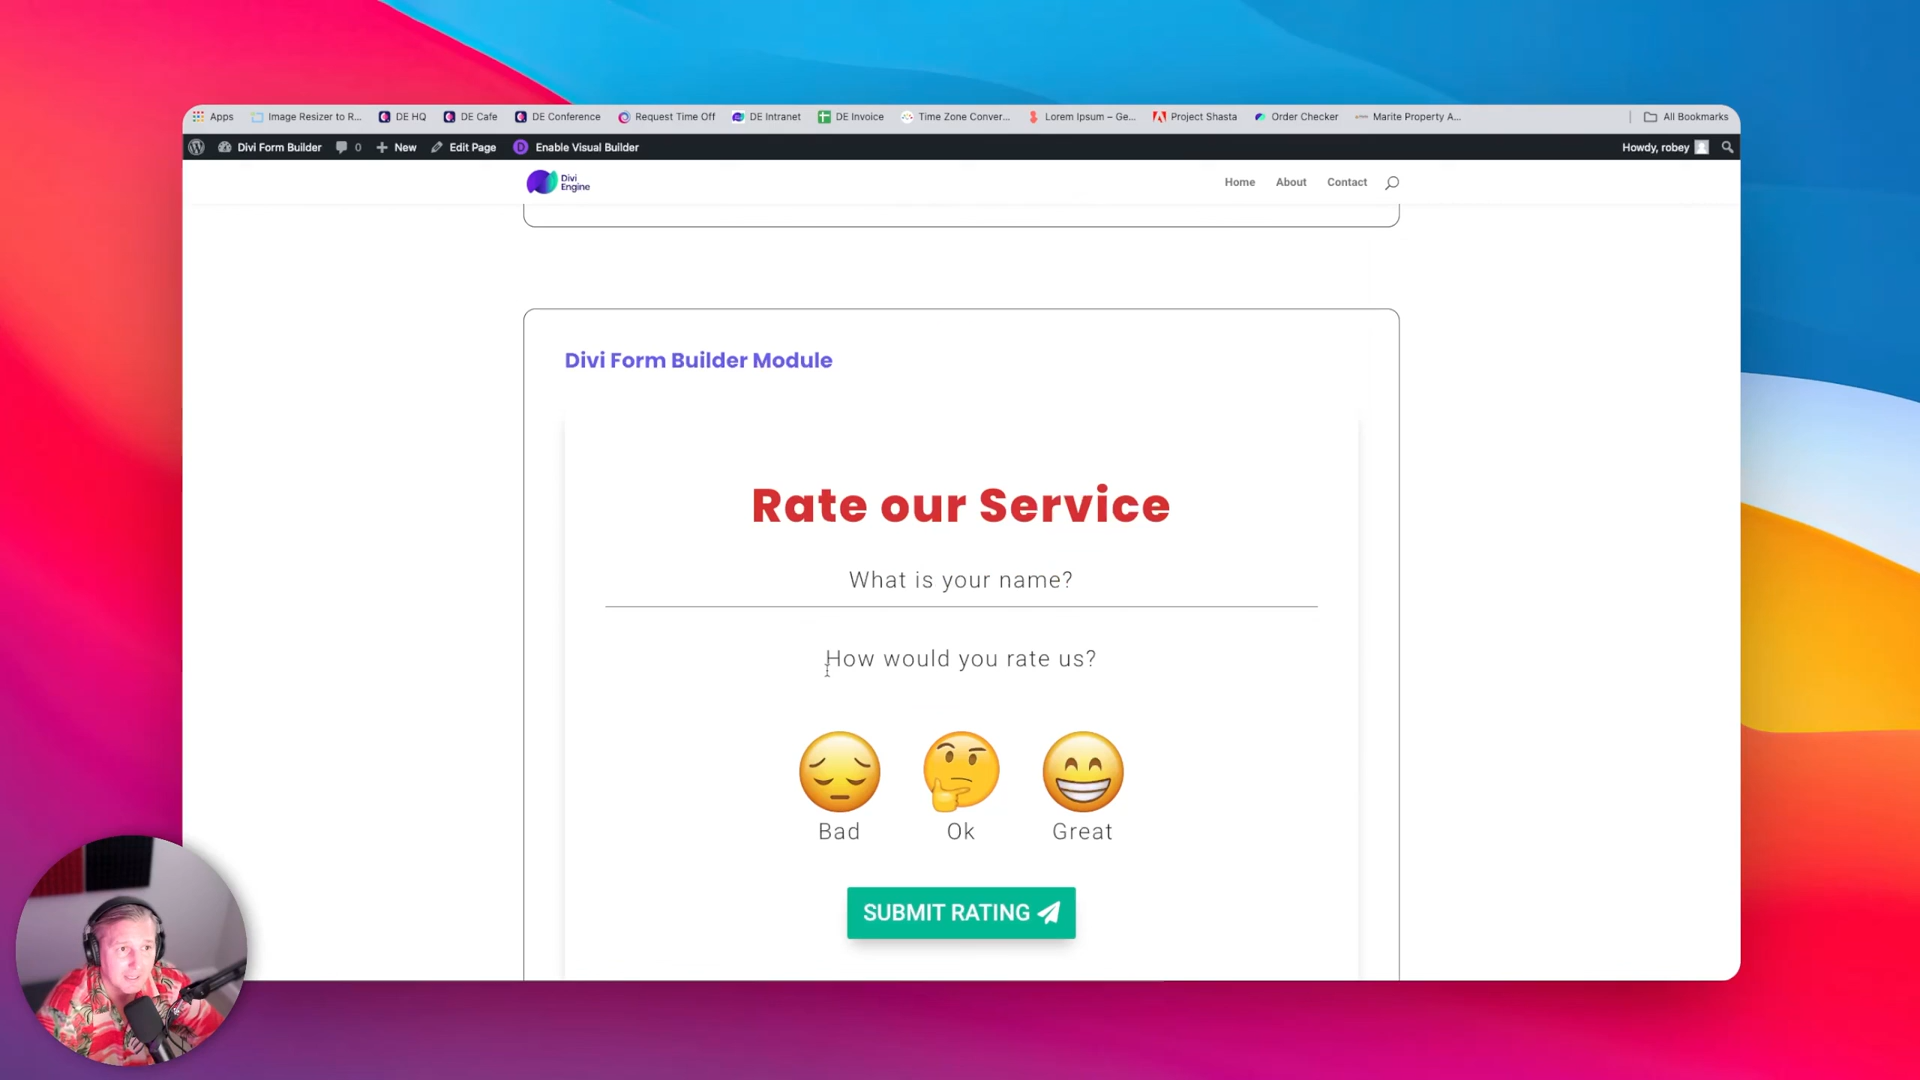 Apps Image Resizer to R... DE HQ DE Cafe DE Conference Request Time Off DE Intranet DE Invoice Time Zone Conver... Lorem Ipsum – Ge... Project Shasta Order Checker Marite Property A... All Bookmarks
Divi Form Builder 0 New Edit Page Enable Visual Builder Howdy, robey
Divi Engine Home About Contact
Divi Form Builder Module
Rate our Service
What is your name?
How would you rate us?
Bad Ok Great
SUBMIT RATING